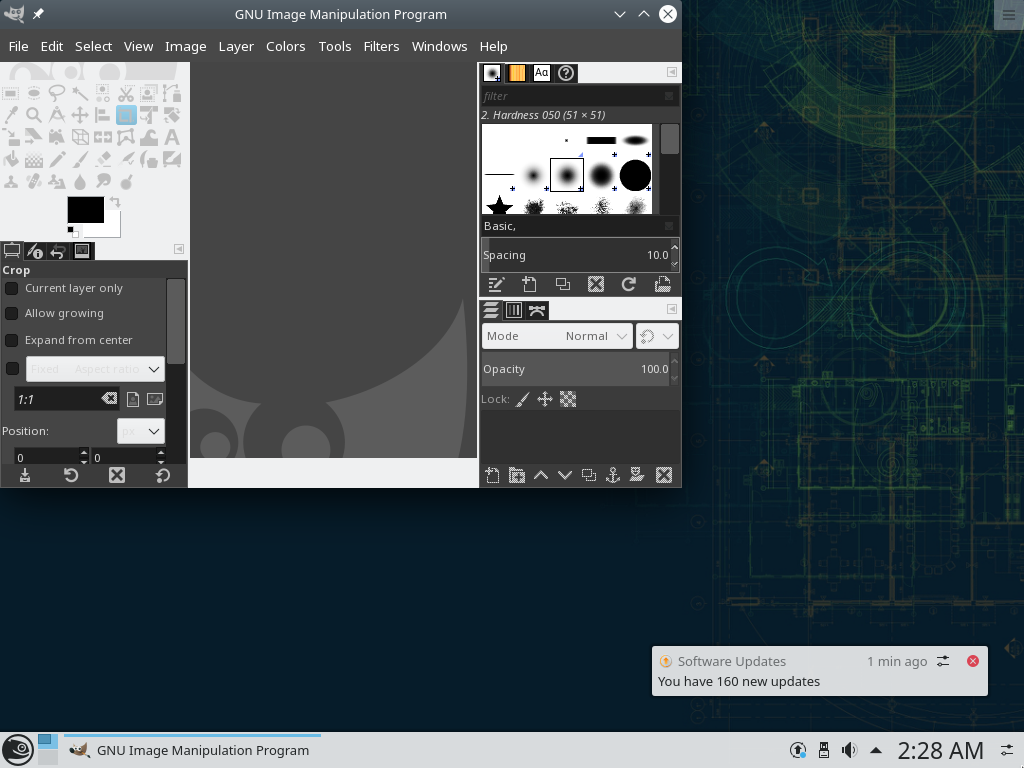 GNU Image Manipulation Program
File Edit Select View Image Layer Colors Tools Filters Windows Help
filter
2. Hardness 050 (51 × 51)
Basic,
Spacing 10.0
Crop
Current layer only
Allow growing
Expand from center
Fixed Aspect ratio
1:1
Position: px
0 0
Aa
Mode Normal
Opacity 100.0
Lock:
Software Updates 1 min ago
You have 160 new updates
GNU Image Manipulation Program
2:28 AM